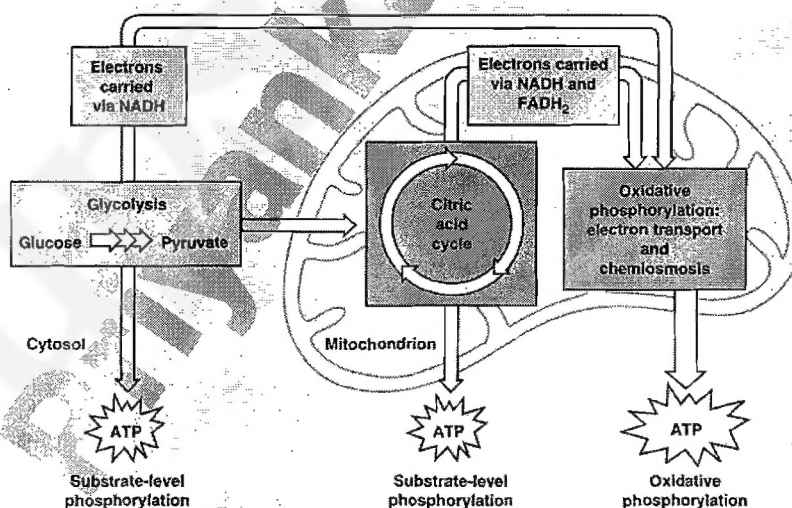 Electrons
carried
via NADH
Electrons carried
via NADH and
FADH₂
Glycolysis
Glucose
Pyruvate
Citric
acid
cycle
Oxidative
phosphorylation:
electron transport
and
chemiosmosis
Cytosol
Mitochondrion
ATP
ATP
ATP
Substrate-level
phosphorylation
Substrate-level
phosphorylation
Oxidative
phosphorylation